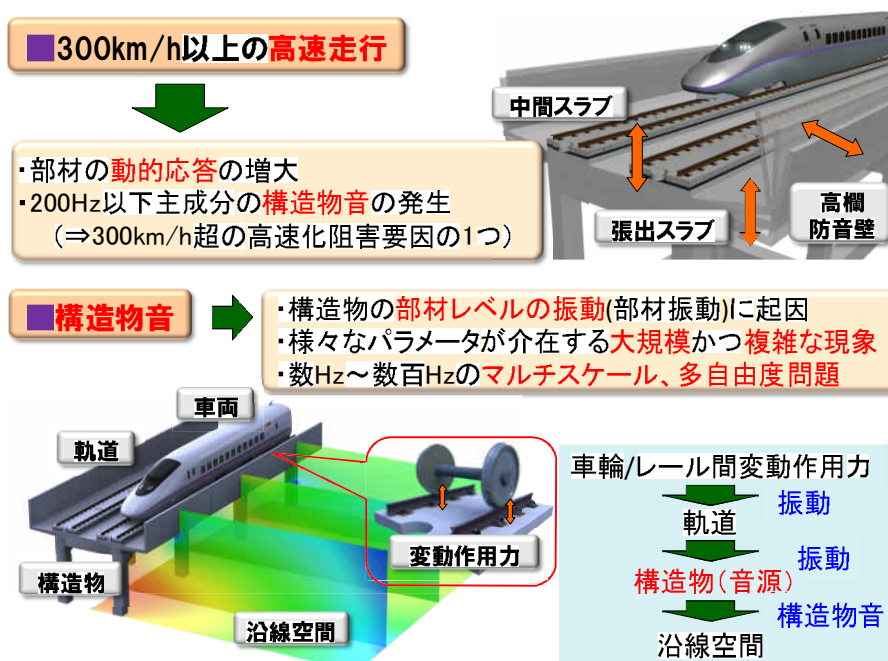 ■300km/h以上の高速走行
・部材の動的応答の増大
・200Hz以下主成分の構造物音の発生
(⇒300km/h超の高速化阻害要因の1つ)
中間スラブ
張出スラブ
高欄
防音壁
■構造物音
・構造物の部材レベルの振動(部材振動)に起因
・様々なパラメータが介在する大規模かつ複雑な現象
・数Hz～数百Hzのマルチスケール、多自由度問題
車両
軌道
構造物
変動作用力
沿線空間
車輪/レール間変動作用力
振動
軌道
振動
構造物(音源)
構造物音
沿線空間